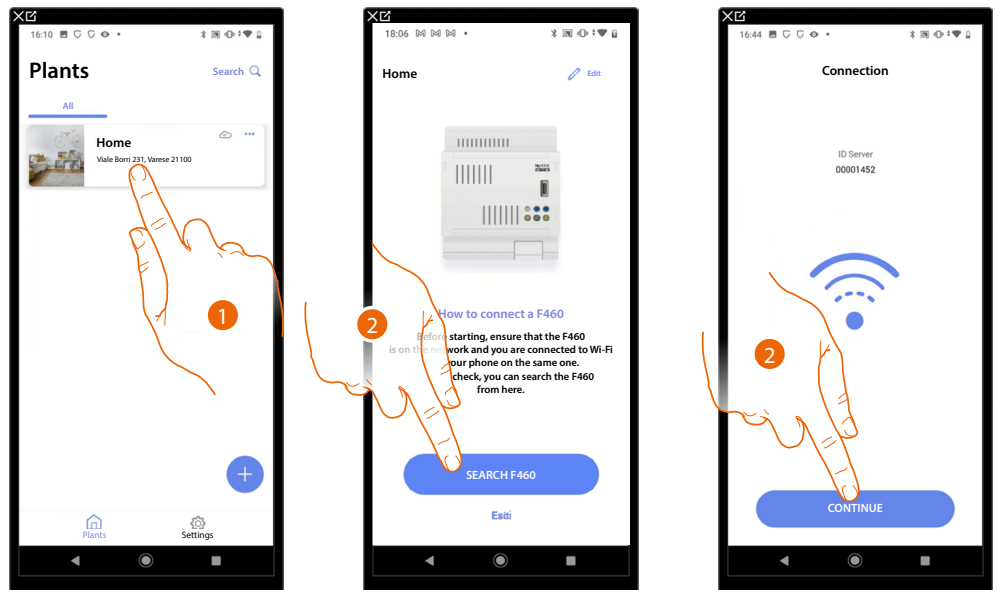 16:10
Plants
Search
All
Home
Viale Borri 231, Varese 21100
1
+
Plants
Settings
18:06
Home
Edit
How to connect a F460
Before starting, ensure that the F460
is on the network and you are connected to Wi-Fi
your phone on the same one.
check, you can search the F460
from here.
2
SEARCH F460
16:44
Connection
ID Server
00001452
2
CONTINUE